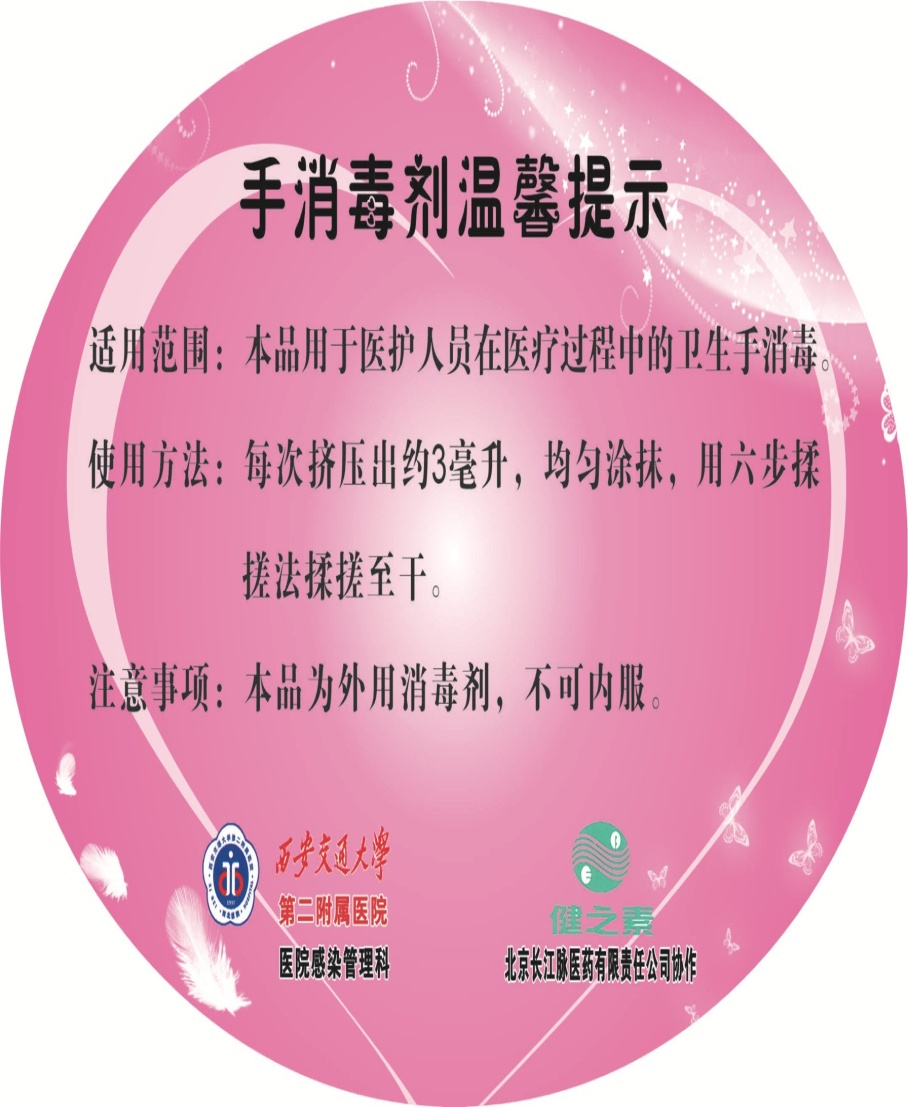 手消毒剂温馨提示
适用范围：本品用于医护人员在医疗过程中的卫生手消毒。
使用方法：每次挤压出约3毫升，均匀涂抹，用六步揉
搓法揉搓至干。
注意事项：本品为外用消毒剂，不可内服。
西安交通大学
第二附属医院
医院感染管理科
健之素
北京长江脉医药有限责任公司协作